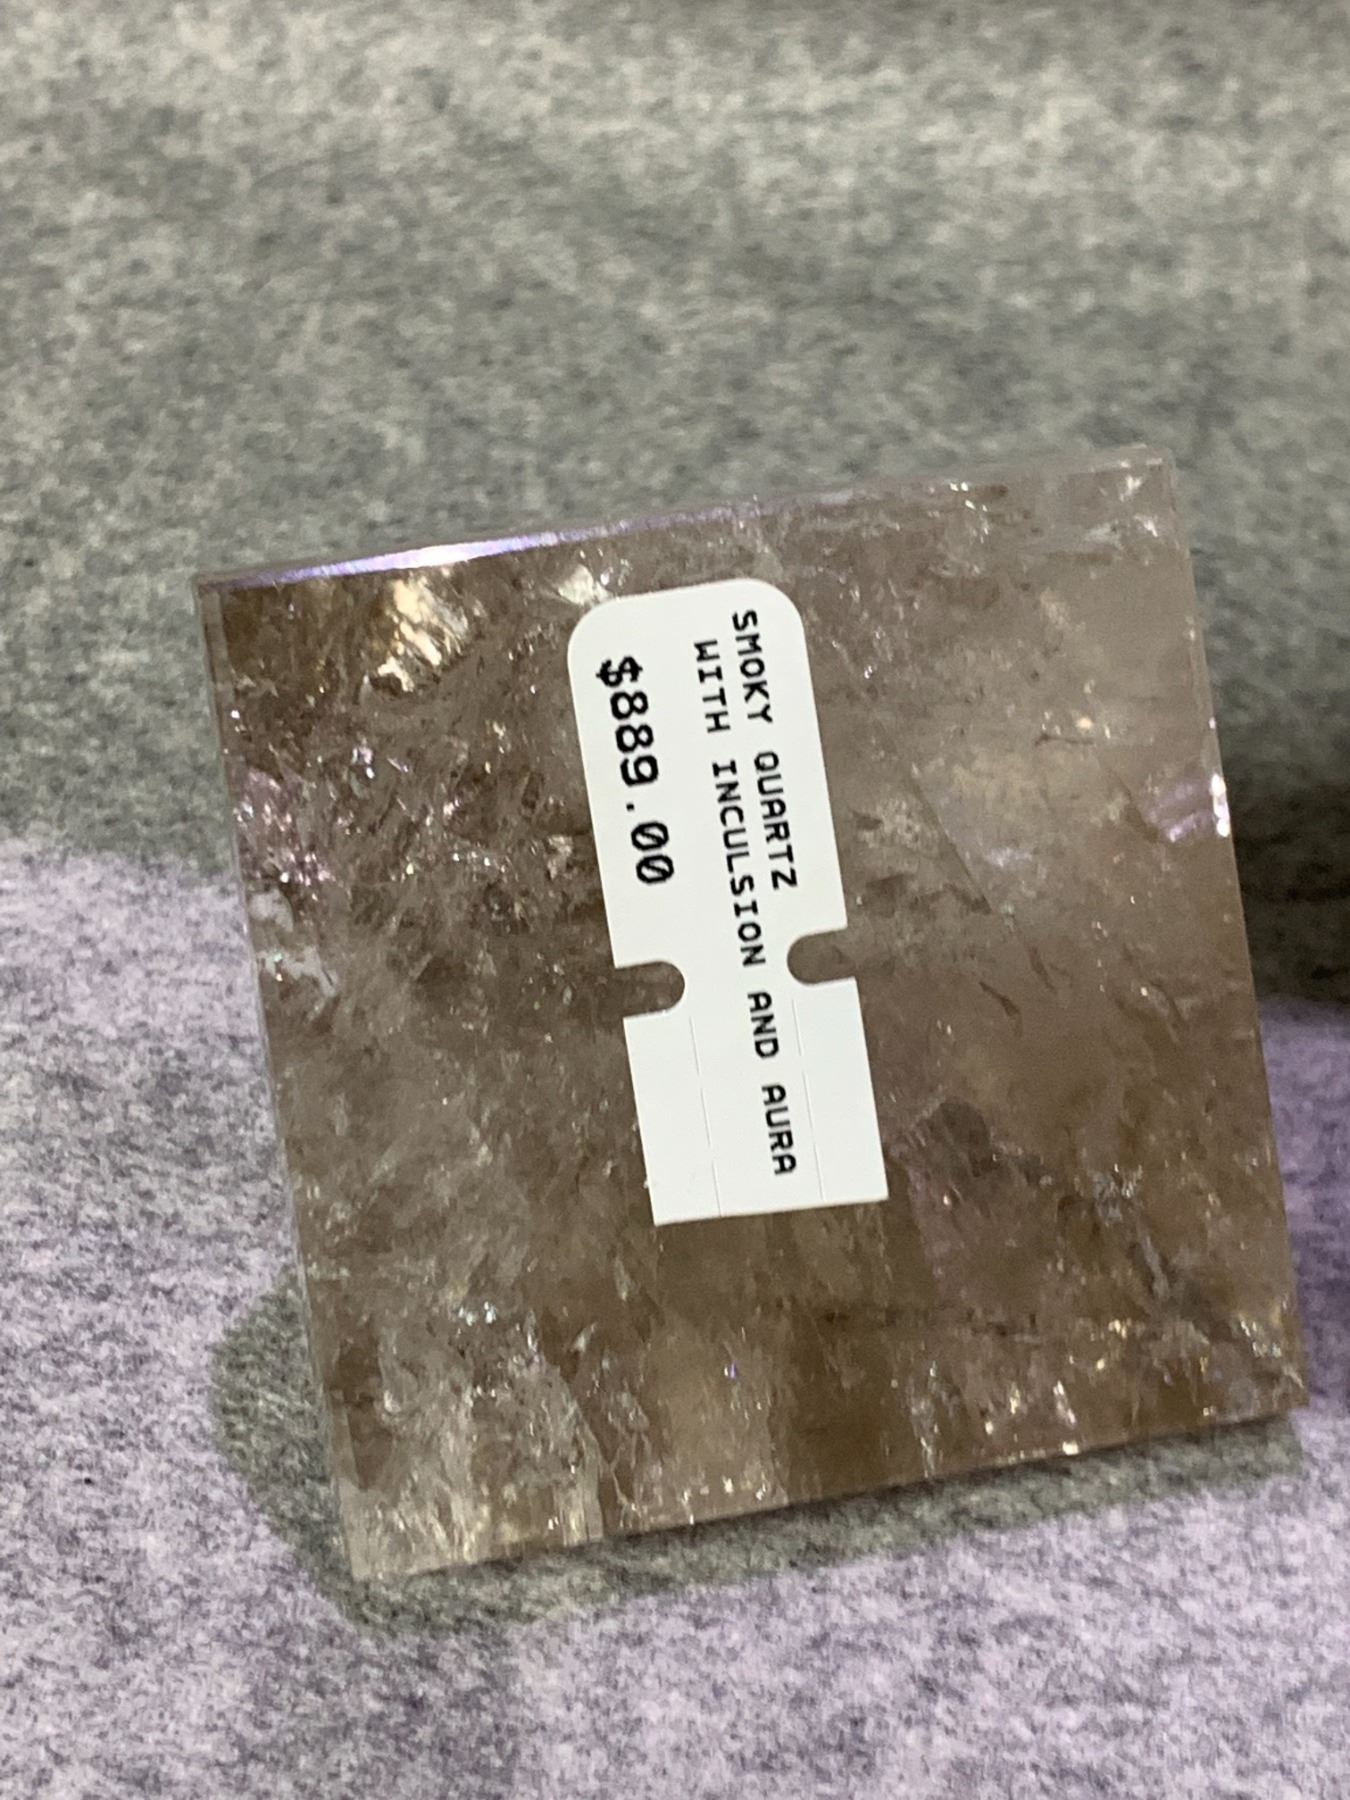 SMOKY QUARTZ
WITH INCULSION AND AURA
$889.00